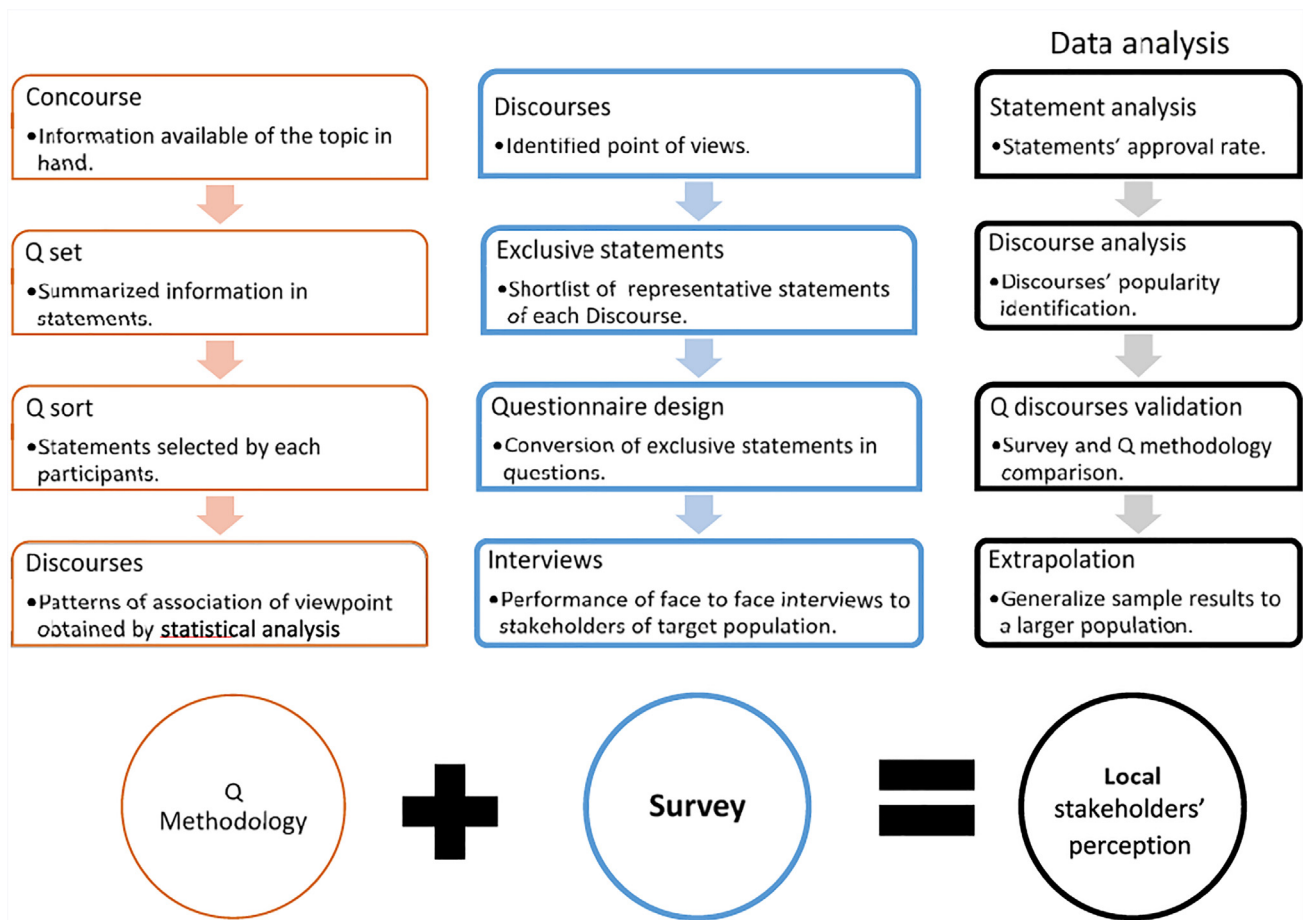 Concourse
•Information available of the topic in
hand.
Q set
•Summarized information in
statements.
Q sort
•Statements selected by each
participants.
Discourses
•Patterns of association of viewpoint
obtained by statistical analysis
Discourses
•Identified point of views.
Exclusive statements
•Shortlist of representative statements
of each Discourse.
Questionnaire design
•Conversion of exclusive statements in
questions.
Interviews
•Performance of face to face interviews to
stakeholders of target population.
Data analysis
Statement analysis
•Statements’ approval rate.
Discourse analysis
•Discourses’ popularity
identification.
Q discourses validation
•Survey and Q methodology
comparison.
Extrapolation
•Generalize sample results to
a larger population.
Q
Methodology
Survey
Local
stakeholders’
perception